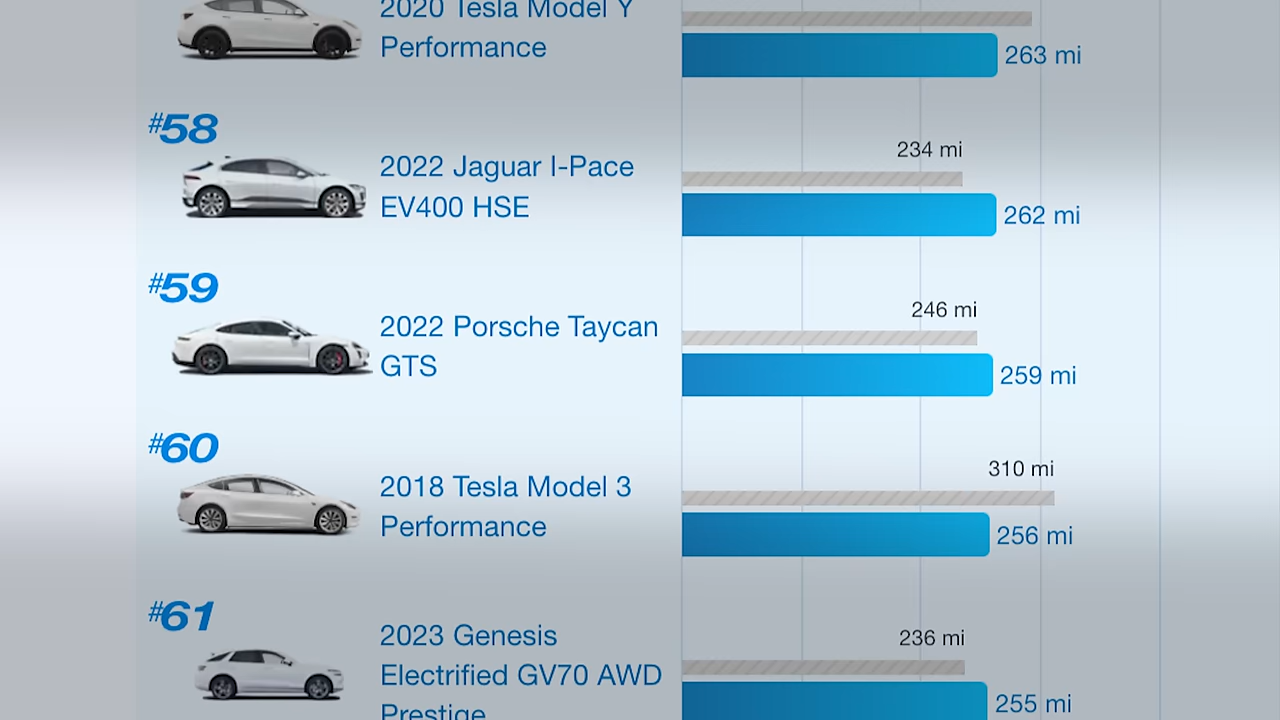 2020 Tesla Model Y
Performance
263 mi
#58
2022 Jaguar I-Pace
EV400 HSE
234 mi
262 mi
#59
2022 Porsche Taycan
GTS
246 mi
259 mi
#60
2018 Tesla Model 3
Performance
310 mi
256 mi
#61
2023 Genesis
Electrified GV70 AWD
Prestige
236 mi
255 mi